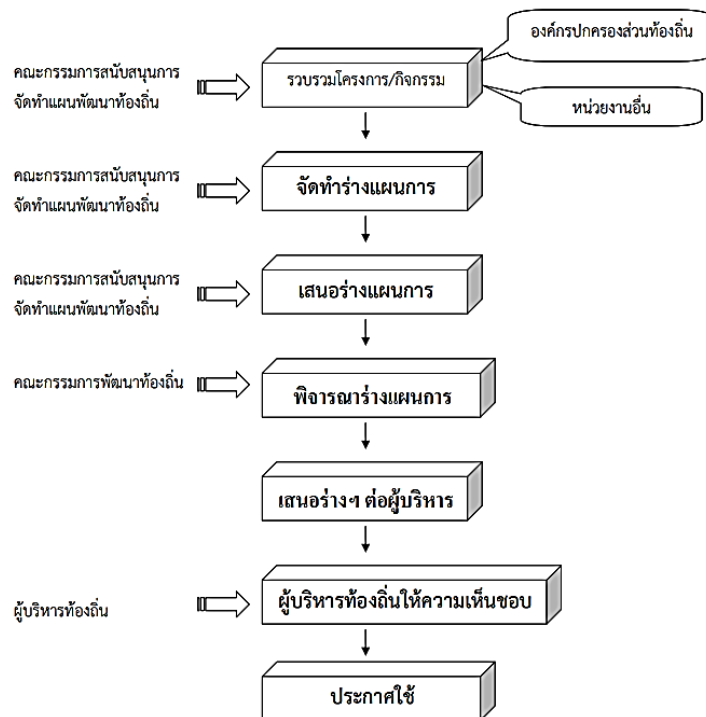 องค์กรปกครองส่วนท้องถิ่น
คณะกรรมการสนับสนุนการ
จัดทำแผนพัฒนาท้องถิ่น
รวบรวมโครงการ/กิจกรรม
หน่วยงานอื่น
คณะกรรมการสนับสนุนการ
จัดทำแผนพัฒนาท้องถิ่น
จัดทำร่างแผนการ
คณะกรรมการสนับสนุนการ
จัดทำแผนพัฒนาท้องถิ่น
เสนอร่างแผนการ
คณะกรรมการพัฒนาท้องถิ่น
พิจารณาร่างแผนการ
เสนอร่างฯ ต่อผู้บริหาร
ผู้บริหารท้องถิ่น
ผู้บริหารท้องถิ่นให้ความเห็นชอบ
ประกาศใช้